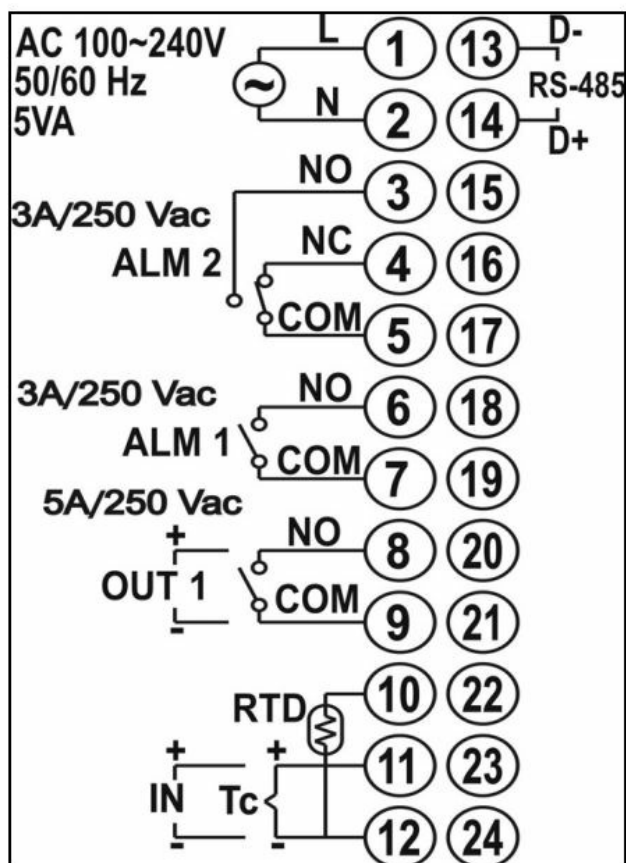 AC 100~240V L 1 13 D-
50/60 Hz ~ RS-485
5VA N 2 14 D+
NO 3 15
3A/250 Vac
ALM 2 NC 4 16
COM 5 17
3A/250 Vac NO 6 18
ALM 1 COM 7 19
5A/250 Vac
+ NO 8 20
OUT 1 COM 9 21
-
RTD 10 22
+ + 11 23
IN Tc
- - 12 24